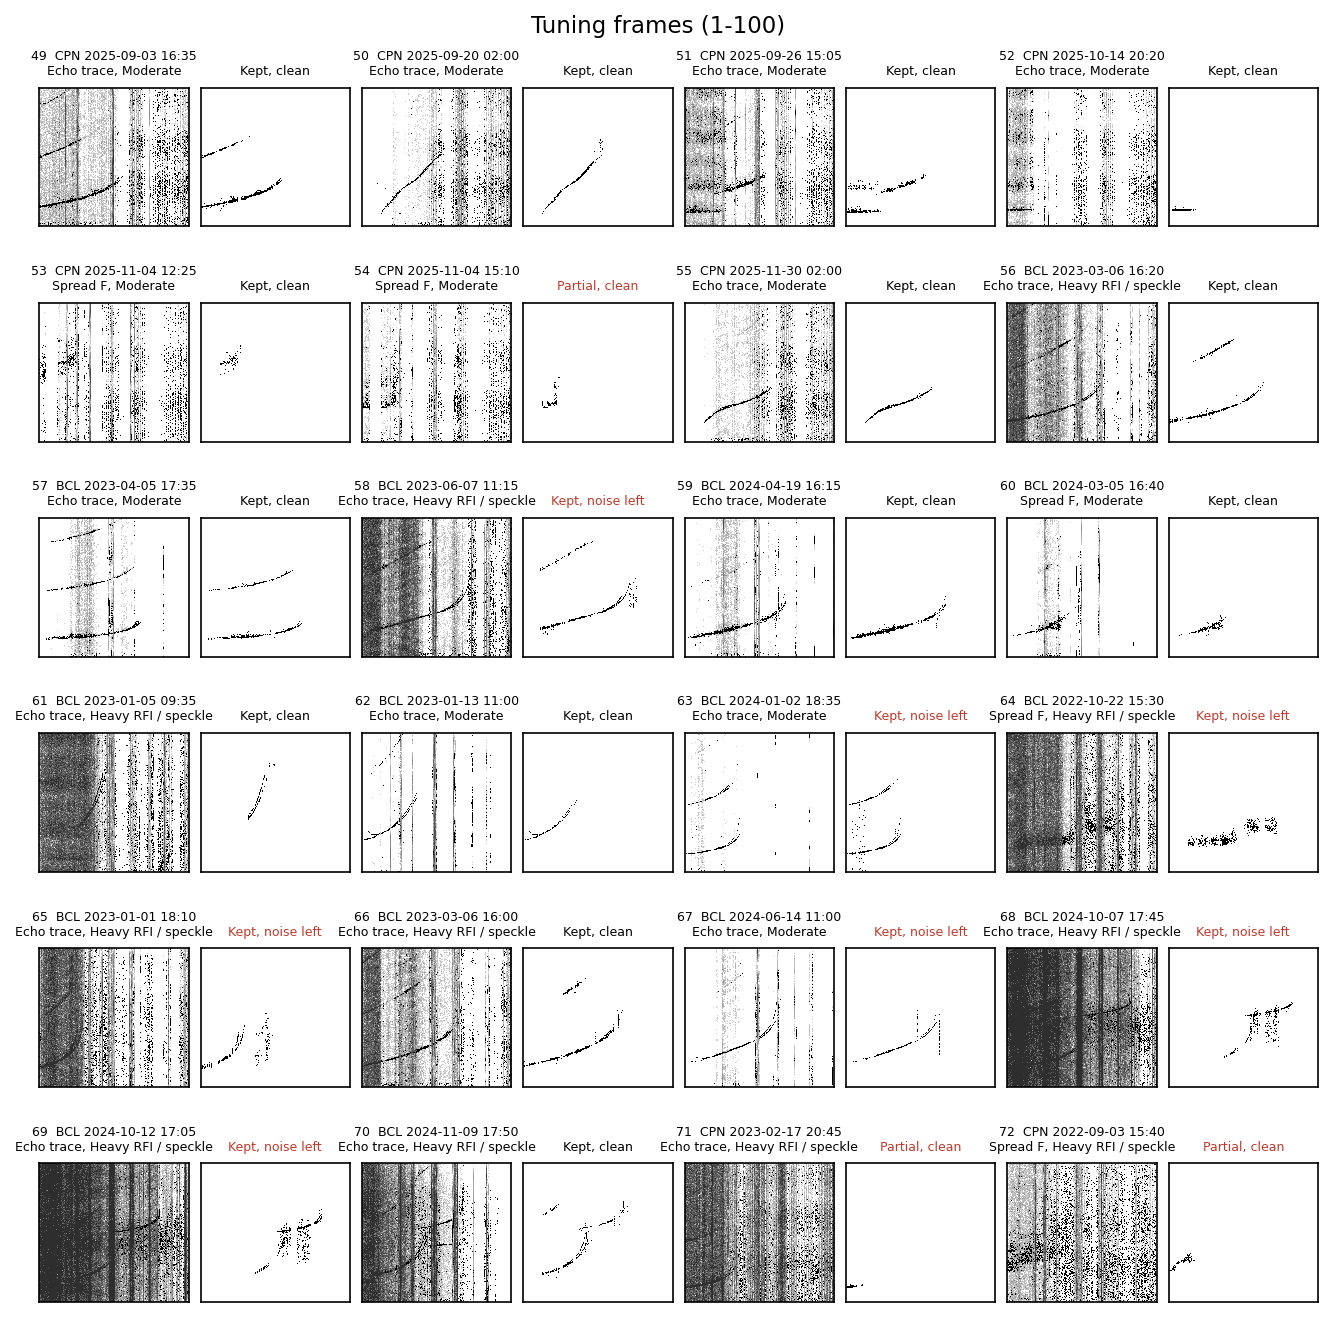 Tuning frames (1-100)
49 CPN 2025-09-03 16:35
Echo trace, Moderate
Kept, clean
50 CPN 2025-09-20 02:00
Echo trace, Moderate
Kept, clean
51 CPN 2025-09-26 15:05
Echo trace, Moderate
Kept, clean
52 CPN 2025-10-14 20:20
Echo trace, Moderate
Kept, clean
53 CPN 2025-11-04 12:25
Spread F, Moderate
Kept, clean
54 CPN 2025-11-04 15:10
Spread F, Moderate
Partial, clean
55 CPN 2025-11-30 02:00
Echo trace, Moderate
Kept, clean
56 BCL 2023-03-06 16:20
Echo trace, Heavy RFI / speckle
Kept, clean
57 BCL 2023-04-05 17:35
Echo trace, Moderate
Kept, clean
58 BCL 2023-06-07 11:15
Echo trace, Heavy RFI / speckle
Kept, noise left
59 BCL 2024-04-19 16:15
Echo trace, Moderate
Kept, clean
60 BCL 2024-03-05 16:40
Spread F, Moderate
Kept, clean
61 BCL 2023-01-05 09:35
Echo trace, Heavy RFI / speckle
Kept, clean
62 BCL 2023-01-13 11:00
Echo trace, Moderate
Kept, clean
63 BCL 2024-01-02 18:35
Echo trace, Moderate
Kept, noise left
64 BCL 2022-10-22 15:30
Spread F, Heavy RFI / speckle
Kept, noise left
65 BCL 2023-01-01 18:10
Echo trace, Heavy RFI / speckle
Kept, noise left
66 BCL 2023-03-06 16:00
Echo trace, Heavy RFI / speckle
Kept, clean
67 BCL 2024-06-14 11:00
Echo trace, Moderate
Kept, noise left
68 BCL 2024-10-07 17:45
Echo trace, Heavy RFI / speckle
Kept, noise left
69 BCL 2024-10-12 17:05
Echo trace, Heavy RFI / speckle
Kept, noise left
70 BCL 2024-11-09 17:50
Echo trace, Heavy RFI / speckle
Kept, clean
71 CPN 2023-02-17 20:45
Echo trace, Heavy RFI / speckle
Partial, clean
72 CPN 2022-09-03 15:40
Spread F, Heavy RFI / speckle
Partial, clean